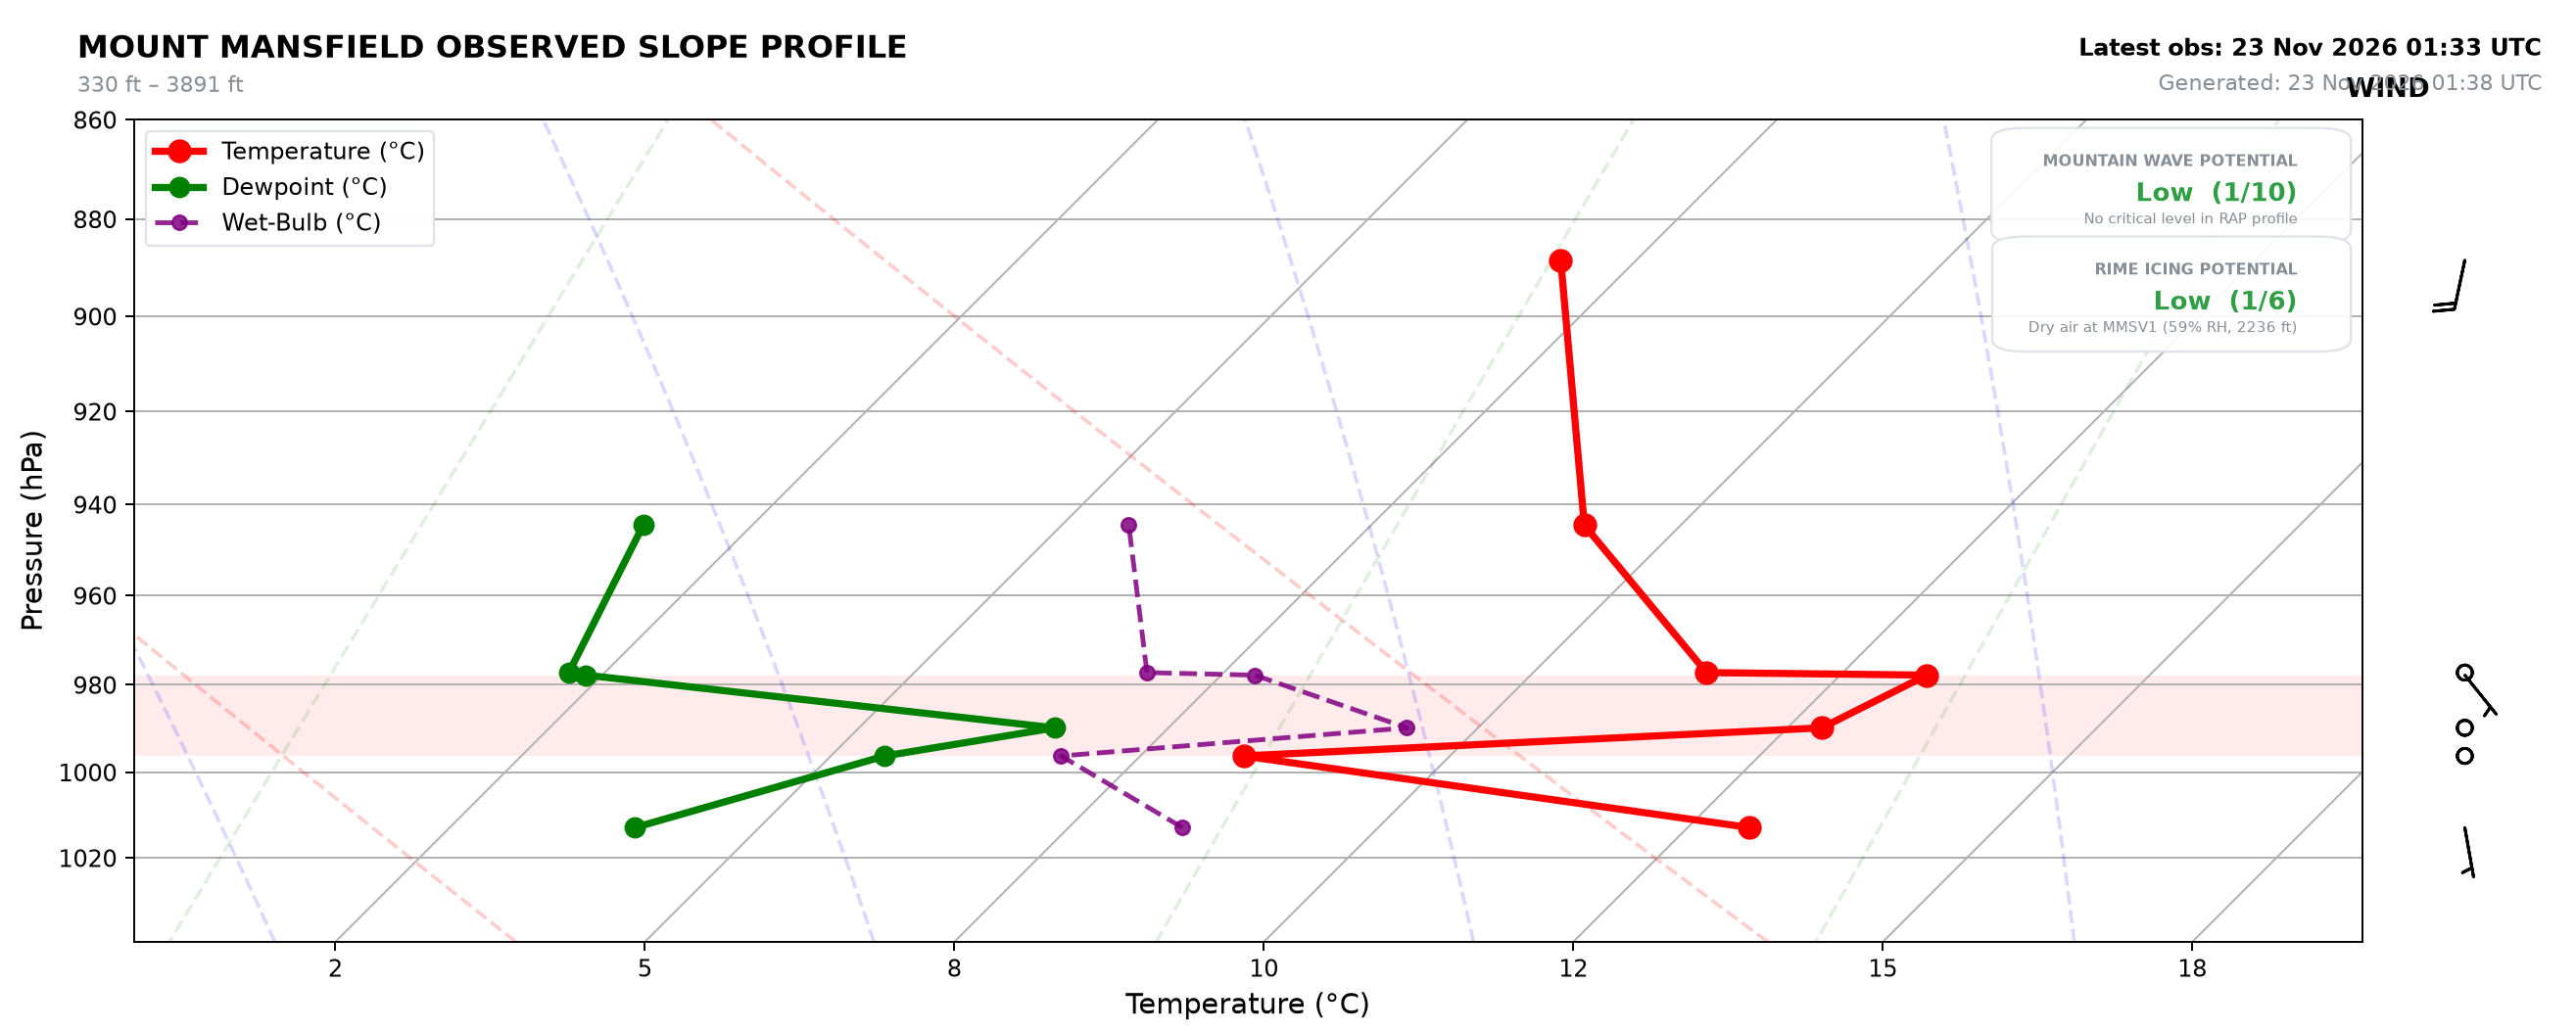 MOUNT MANSFIELD OBSERVED SLOPE PROFILE
330 ft – 3891 ft
Latest obs: 23 Nov 2026 01:33 UTC
Generated: 23 Nov 2026 01:38 UTC
WIND
Temperature (°C)
Dewpoint (°C)
Wet-Bulb (°C)
MOUNTAIN WAVE POTENTIAL
Low (1/10)
No critical level in RAP profile
RIME ICING POTENTIAL
Low (1/6)
Dry air at MMSV1 (59% RH, 2236 ft)
Pressure (hPa)
860
880
900
920
940
960
980
1000
1020
2 5 8 10 12 15 18
Temperature (°C)